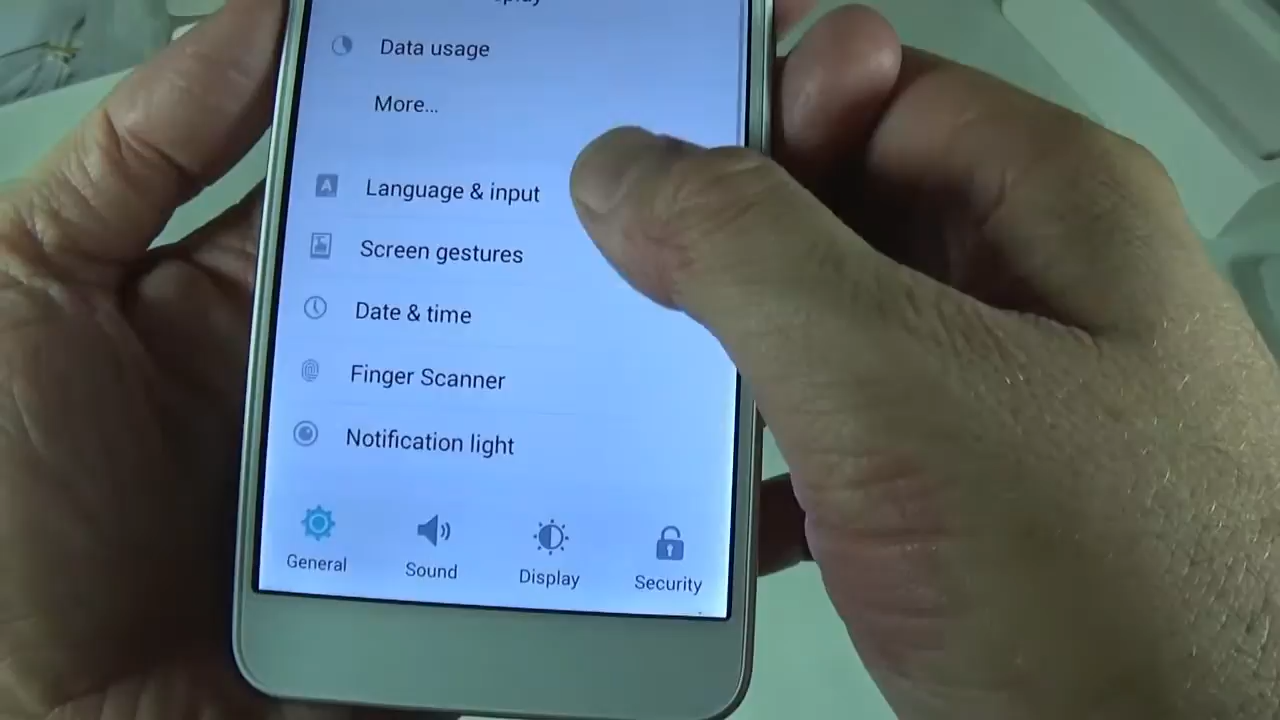 Data usage
More...
Language & input
Screen gestures
Date & time
Finger Scanner
Notification light
General
Sound
Display
Security